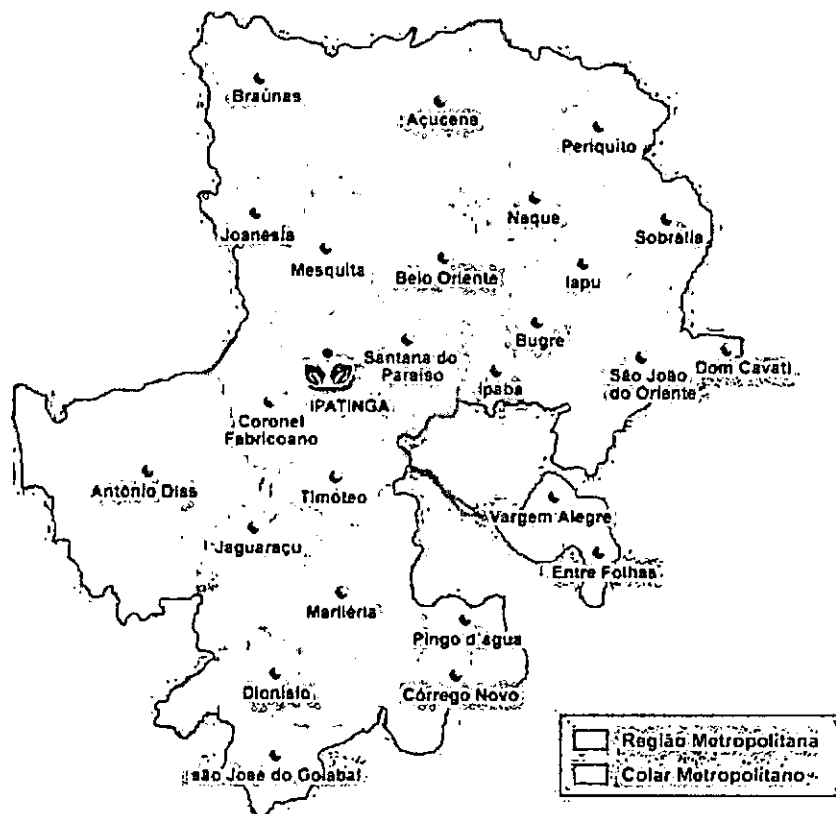 Braúnas
Açucena
Periquito
Joanésia
Naque
Sobrália
Mesquita
Belo Oriente
Iapu
Bugre
Santana do
Paraíso
Ipaba
São João
do Oriente
Dom Cavati
IPATINGA
Coronel
Fabriciano
Antônio Dias
Timóteo
Vargem Alegre
Jaguaraçu
Entre Folhas
Marliéria
Pingo d'água
Dionísio
Córrego Novo
são José do Goiabal
Região Metropolitana
Colar Metropolitano